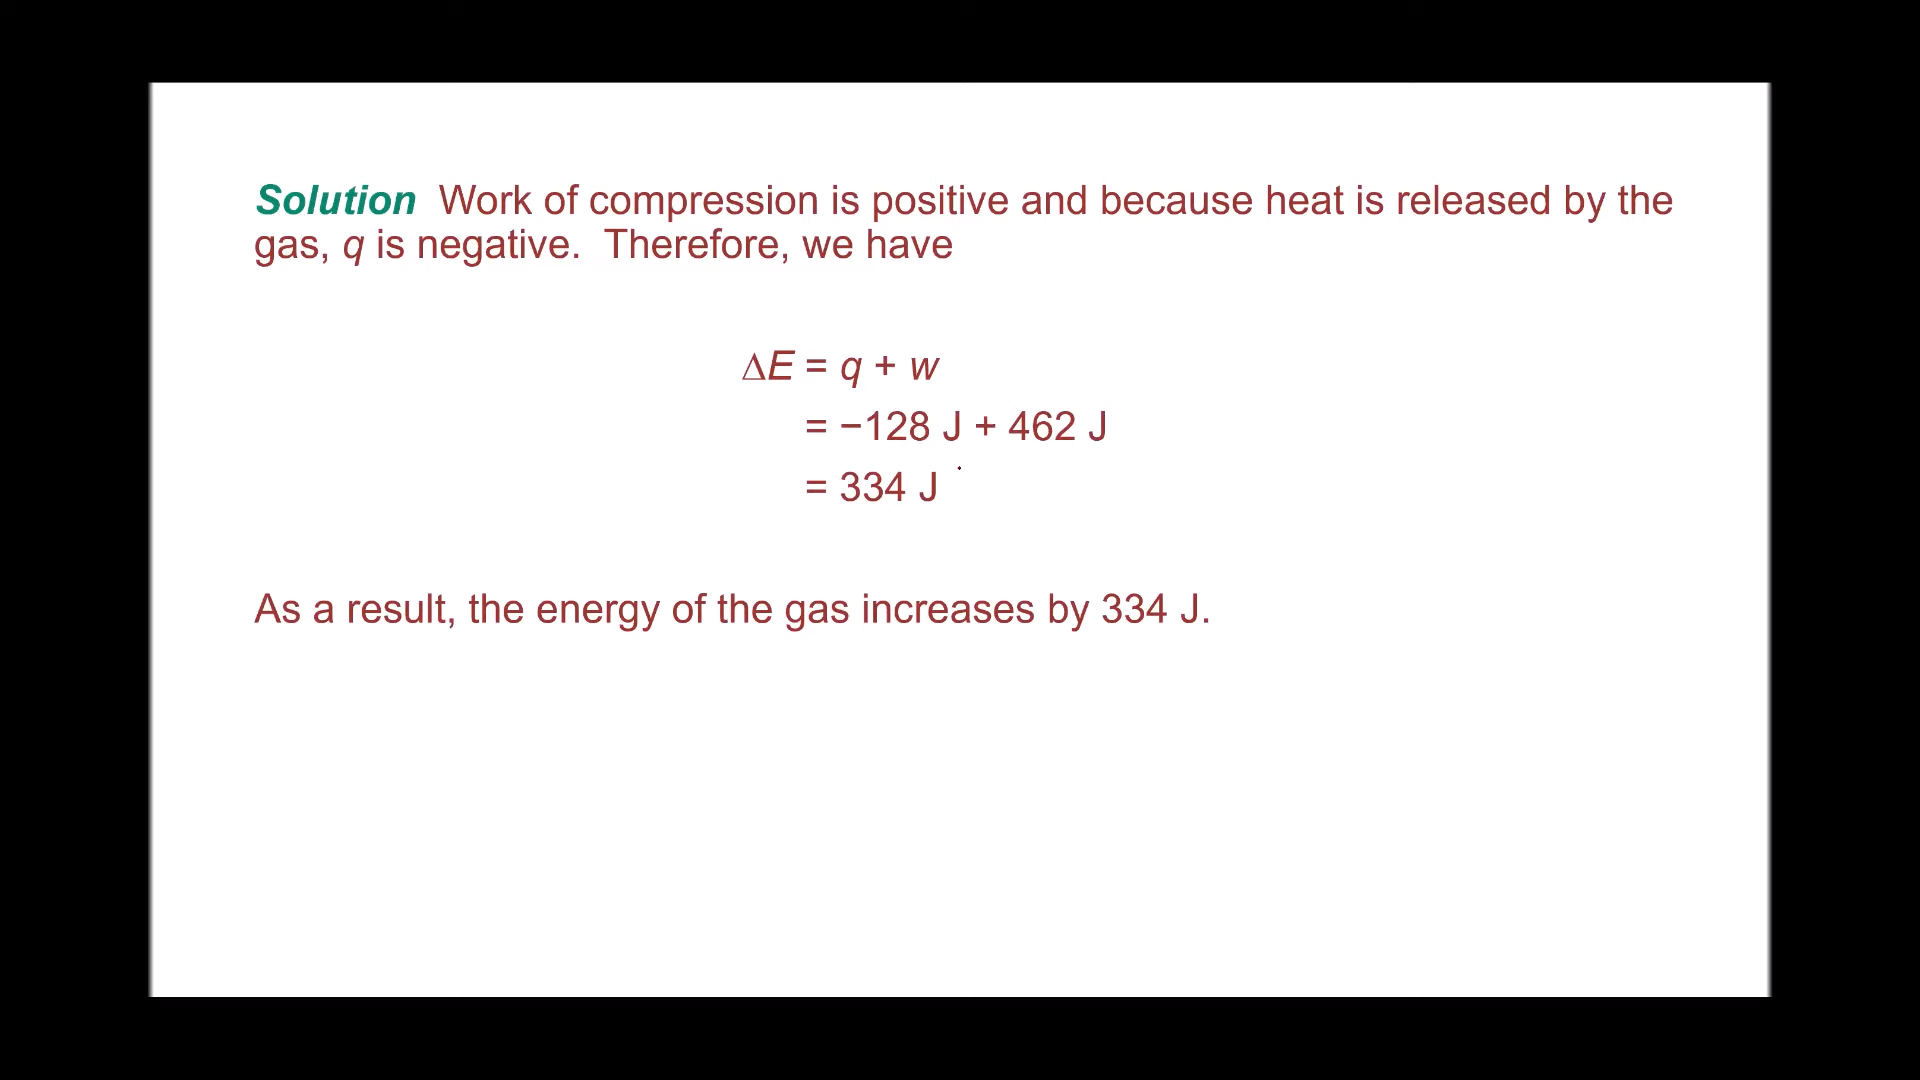 Solution Work of compression is positive and because heat is released by the
gas, q is negative. Therefore, we have
ΔE = q + w
= −128 J + 462 J
= 334 J
As a result, the energy of the gas increases by 334 J.